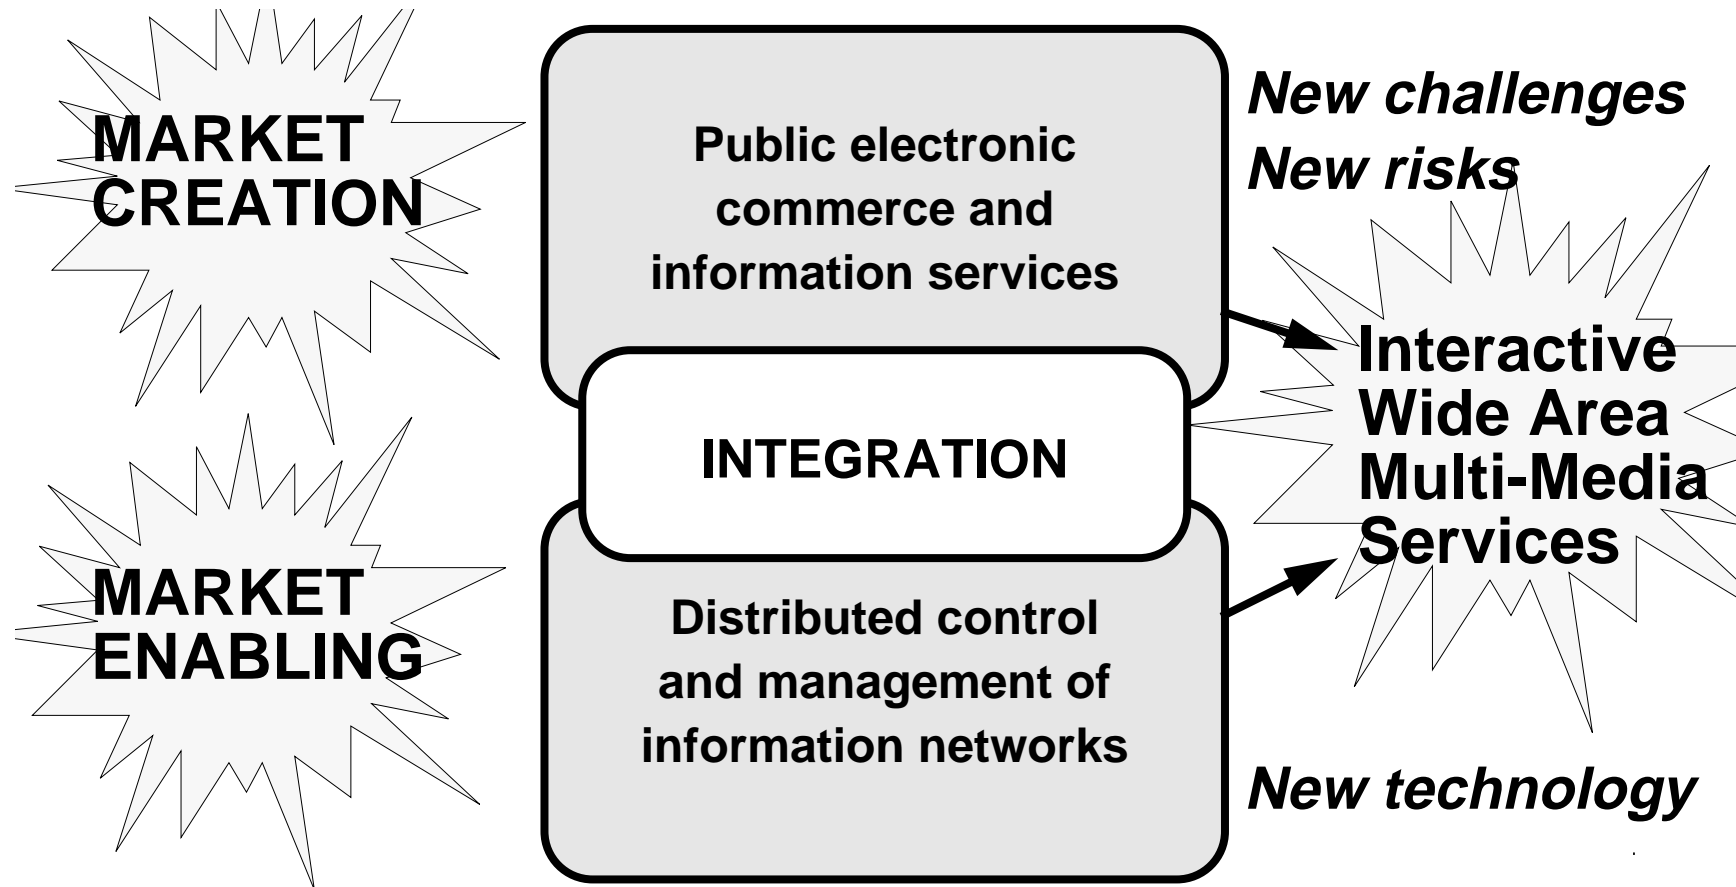 MARKET
CREATION
Public electronic
commerce and
information services
New challenges
New risks
INTEGRATION
Interactive
Wide Area
Multi-Media
Services
MARKET
ENABLING
Distributed control
and management of
information networks
New technology